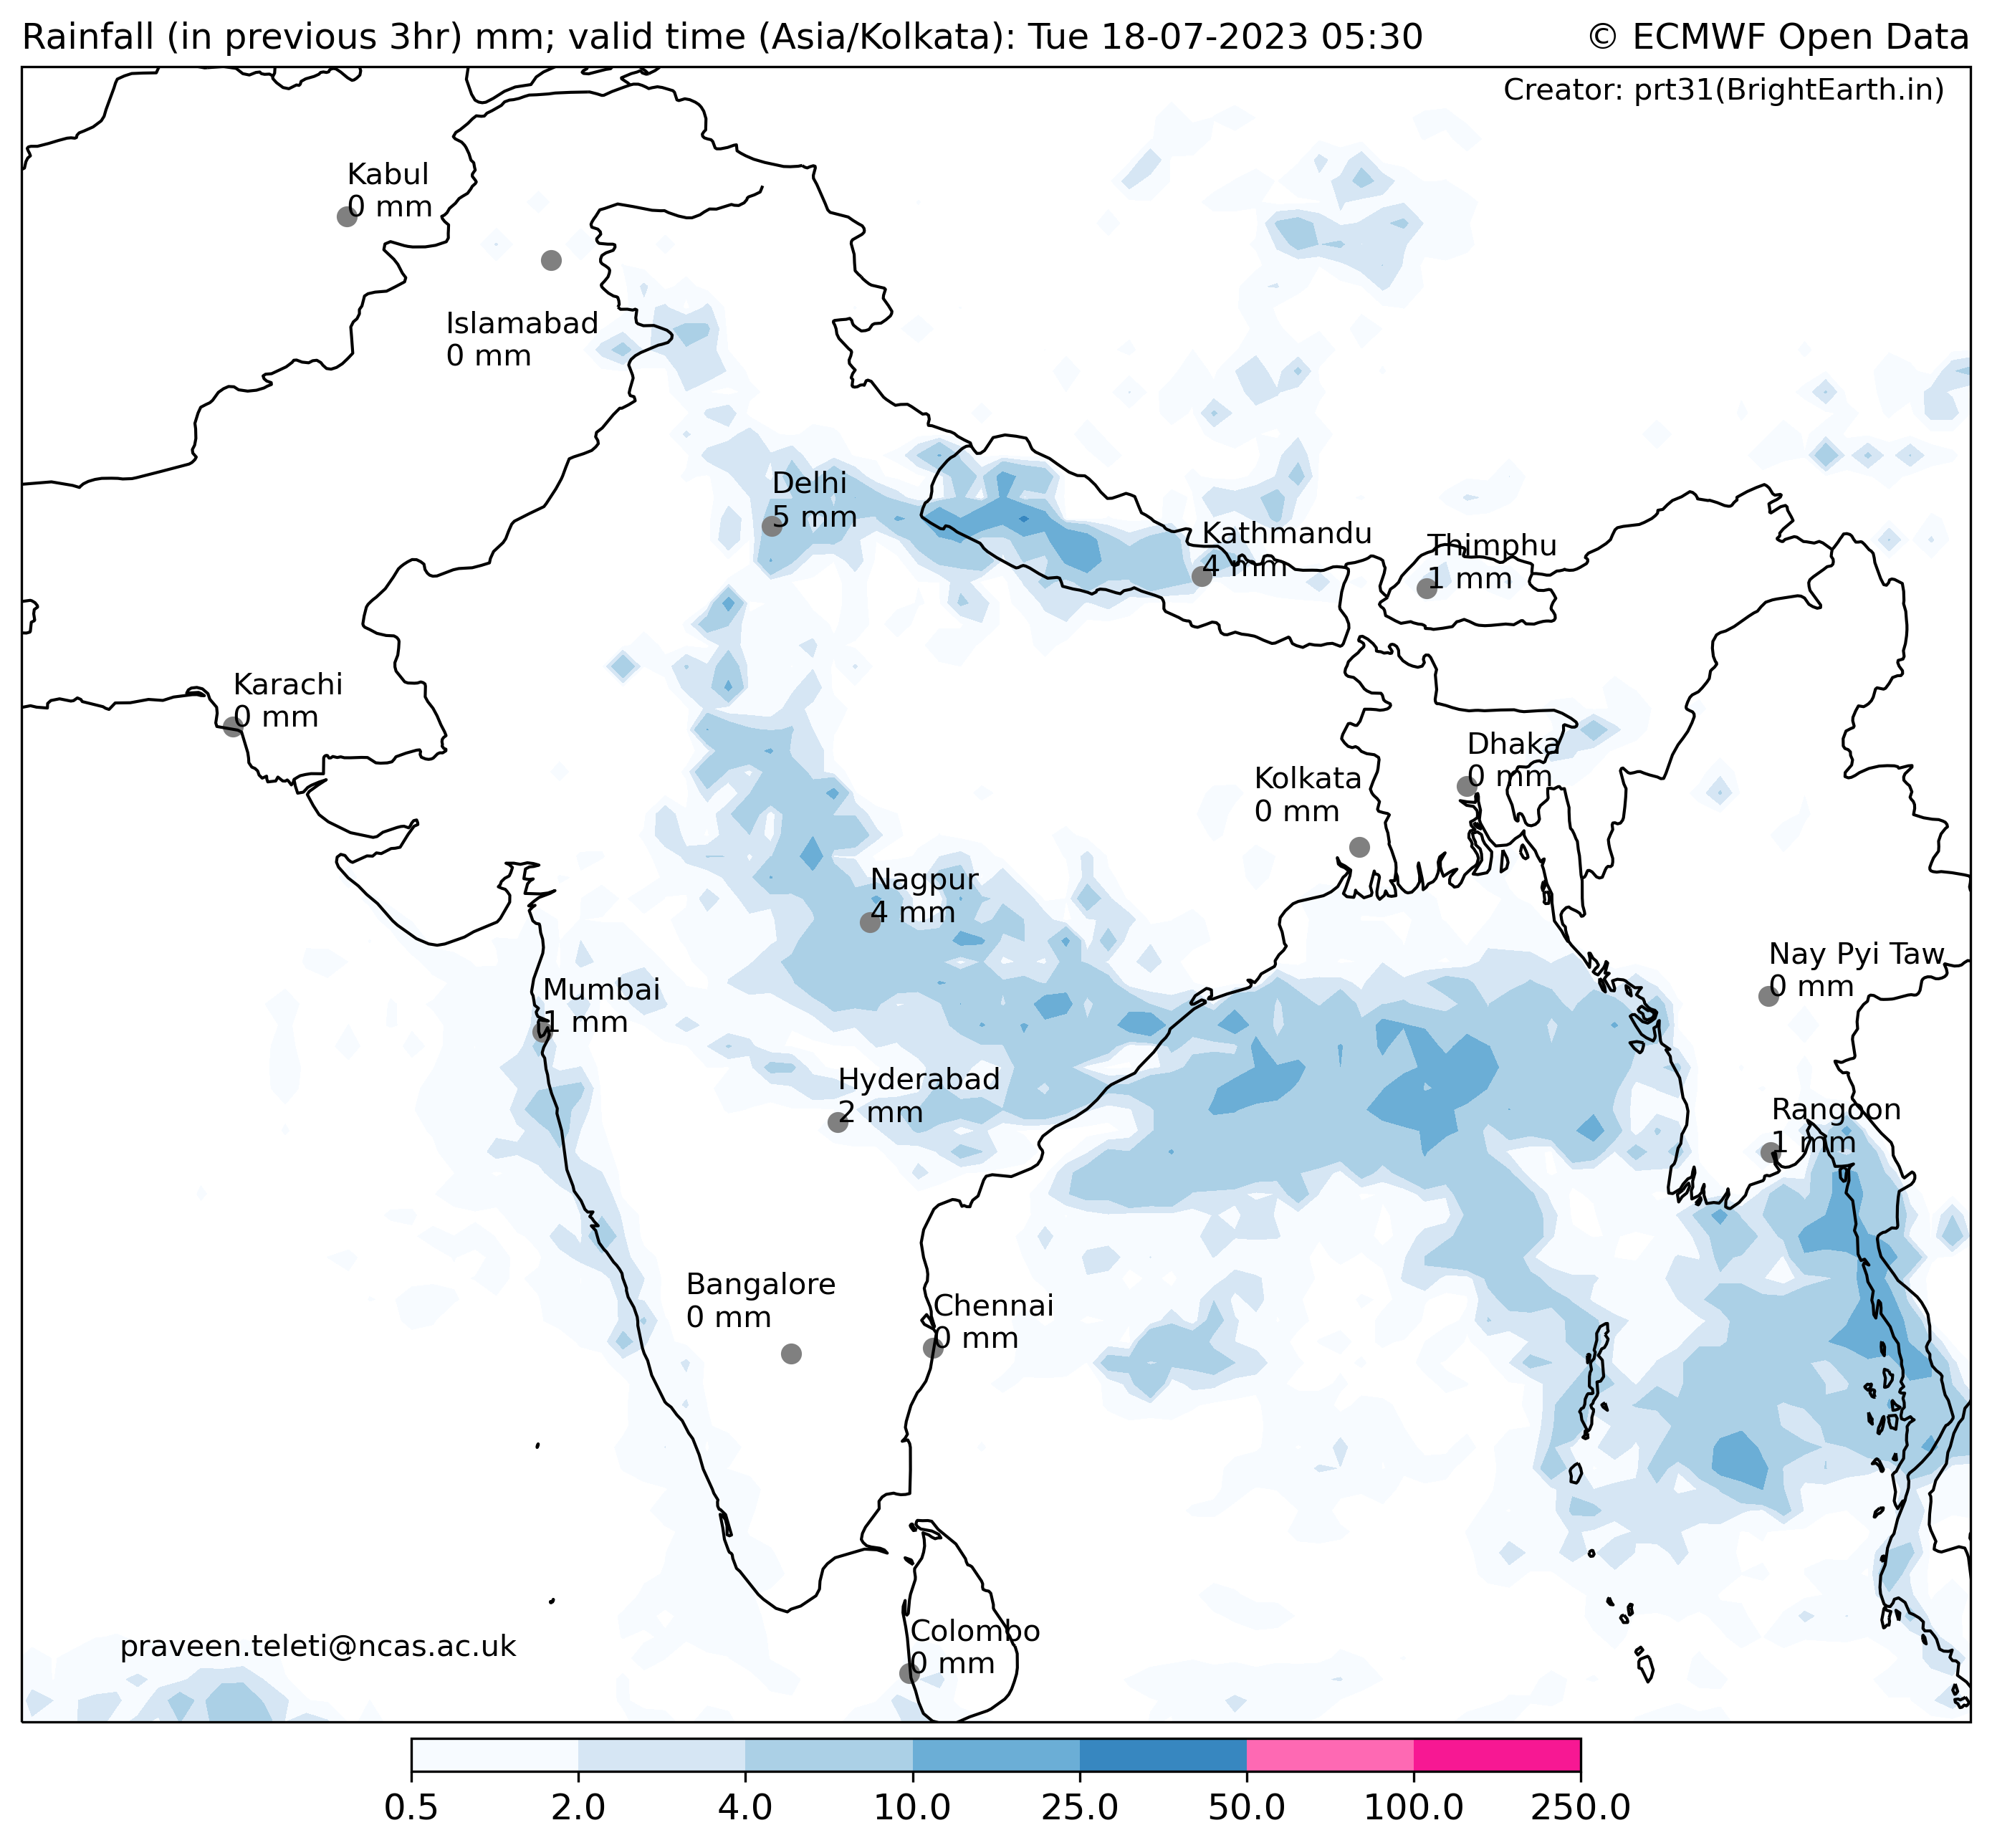 Rainfall (in previous 3hr) mm; valid time (Asia/Kolkata): Tue 18-07-2023 05:30
© ECMWF Open Data
Creator: prt31(BrightEarth.in)
Kabul
0 mm
Islamabad
0 mm
Delhi
5 mm
Kathmandu
4 mm
Thimphu
1 mm
Karachi
0 mm
Dhaka
0 mm
Kolkata
0 mm
Nagpur
4 mm
Nay Pyi Taw
0 mm
Mumbai
1 mm
Hyderabad
2 mm
Rangoon
1 mm
Bangalore
0 mm
Chennai
0 mm
Colombo
0 mm
praveen.teleti@ncas.ac.uk
0.5 2.0 4.0 10.0 25.0 50.0 100.0 250.0